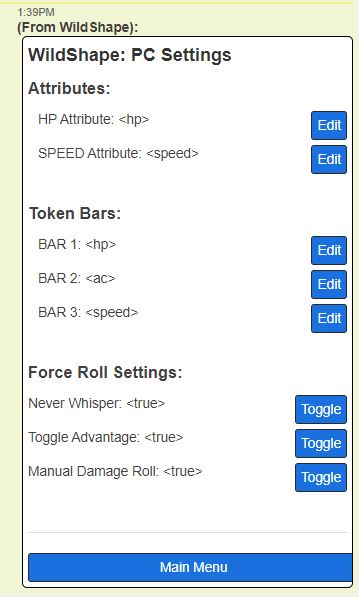 1:39PM
(From WildShape):
WildShape: PC Settings
Attributes:
HP Attribute: <hp> Edit
SPEED Attribute: <speed> Edit
Token Bars:
BAR 1: <hp> Edit
BAR 2: <ac> Edit
BAR 3: <speed> Edit
Force Roll Settings:
Never Whisper: <true> Toggle
Toggle Advantage: <true> Toggle
Manual Damage Roll: <true> Toggle
Main Menu